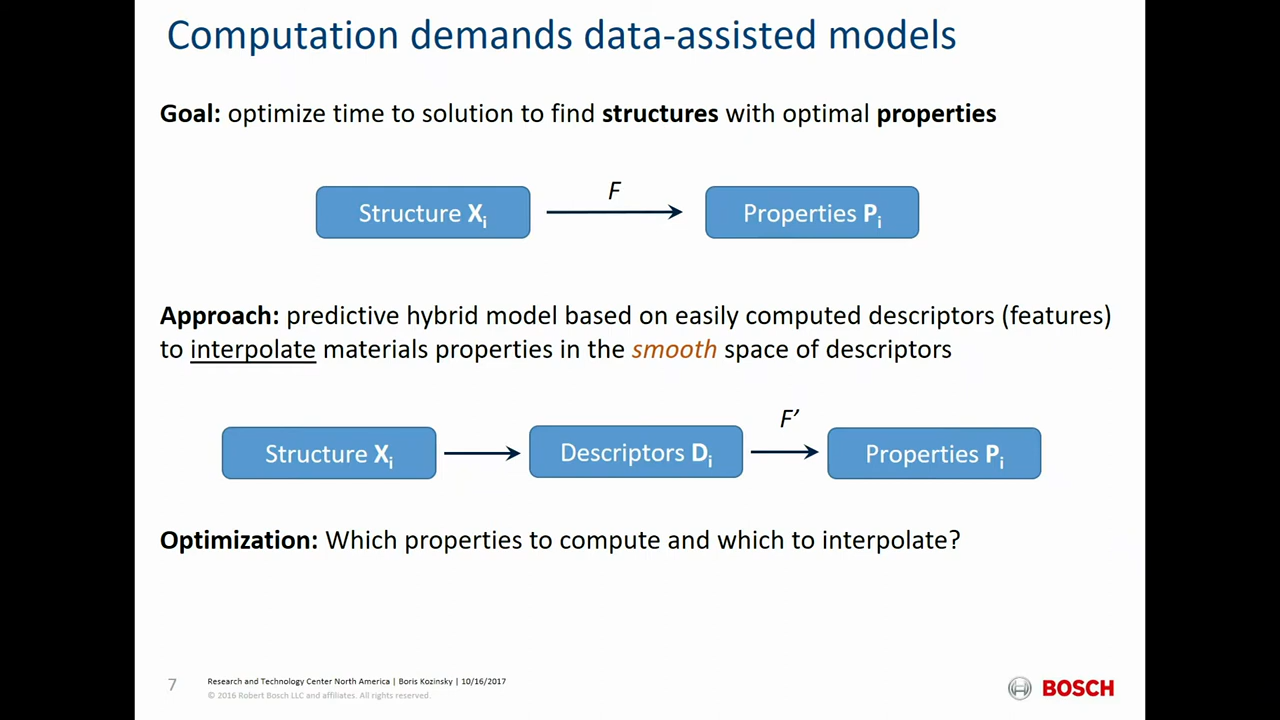 Computation demands data-assisted models
Goal: optimize time to solution to find structures with optimal properties
F
Structure Xi
Properties Pi
Approach: predictive hybrid model based on easily computed descriptors (features)
to interpolate materials properties in the smooth space of descriptors
F’
Structure Xi
Descriptors Di
Properties Pi
Optimization: Which properties to compute and which to interpolate?
7
Research and Technology Center North America | Boris Kozinsky | 10/16/2017
© 2016 Robert Bosch LLC and affiliates. All rights reserved.
BOSCH